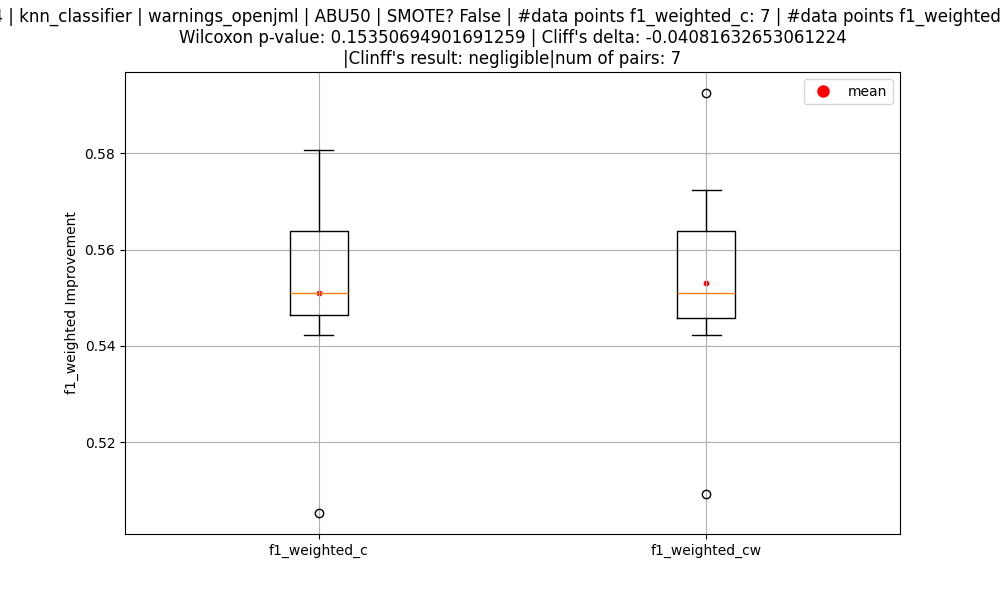 | knn_classifier | warnings_openjml | ABU50 | SMOTE? False | #data points f1_weighted_c: 7 | #data points f1_weighted
Wilcoxon p-value: 0.15350694901691259 | Cliff's delta: -0.04081632653061224
|Clinff's result: negligible|num of pairs: 7
mean
f1_weighted Improvement
0.58
0.56
0.54
0.52
f1_weighted_c
f1_weighted_cw